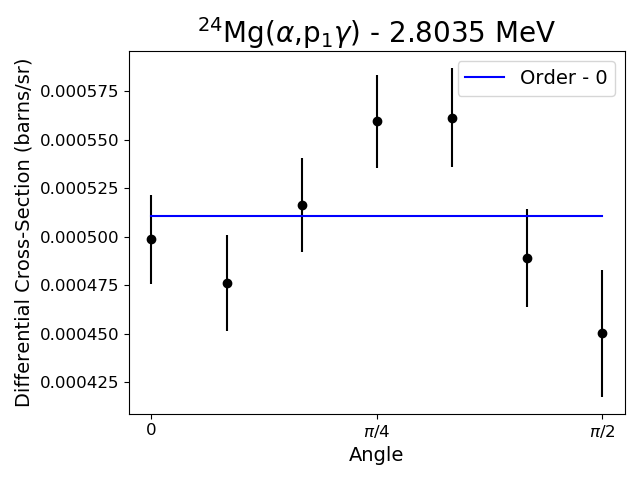 ²⁴Mg(α,p₁γ) - 2.8035 MeV
Order - 0
Differential Cross-Section (barns/sr)
0.000575
0.000550
0.000525
0.000500
0.000475
0.000450
0.000425
0
π/4
π/2
Angle